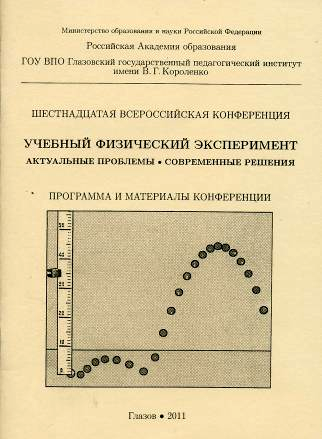 Министерство образования и науки Российской Федерации
Российская Академия образования
ГОУ ВПО Глазовский государственный педагогический институт
имени В. Г. Короленко
ШЕСТНАДЦАТАЯ ВСЕРОССИЙСКАЯ КОНФЕРЕНЦИЯ
УЧЕБНЫЙ ФИЗИЧЕСКИЙ ЭКСПЕРИМЕНТ
АКТУАЛЬНЫЕ ПРОБЛЕМЫ • СОВРЕМЕННЫЕ РЕШЕНИЯ
ПРОГРАММА И МАТЕРИАЛЫ КОНФЕРЕНЦИИ
Глазов • 2011